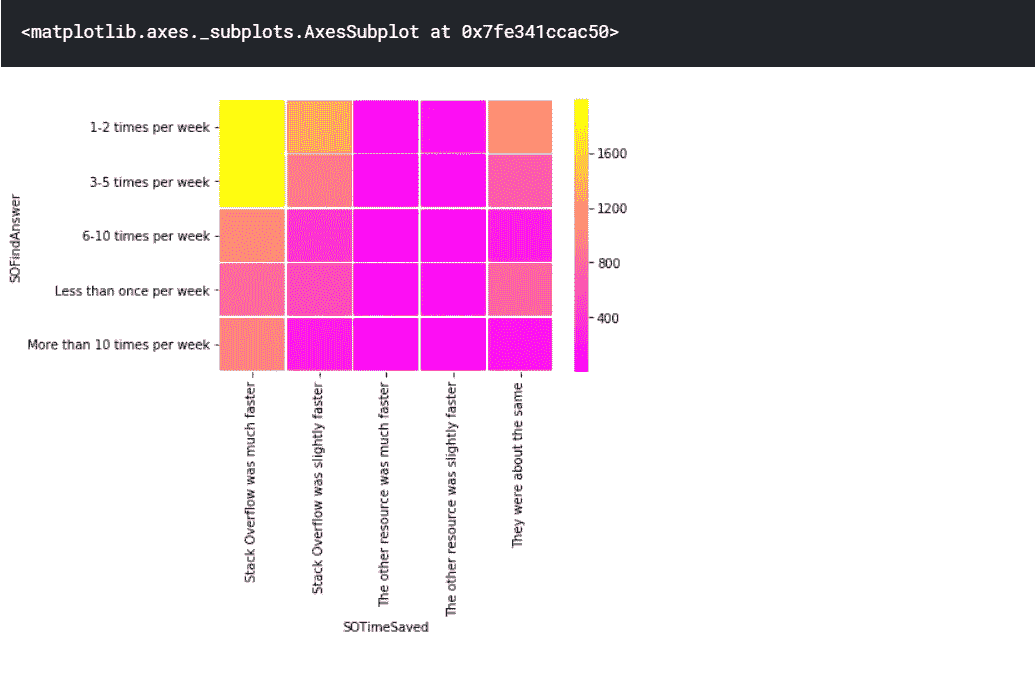 <matplotlib.axes._subplots.AxesSubplot at 0x7fe341ccac50>
SOFindAnswer
1-2 times per week
3-5 times per week
6-10 times per week
Less than once per week
More than 10 times per week
1600
1200
800
400
Stack Overflow was much faster
Stack Overflow was slightly faster
The other resource was much faster
The other resource was slightly faster
They were about the same
SOTimeSaved